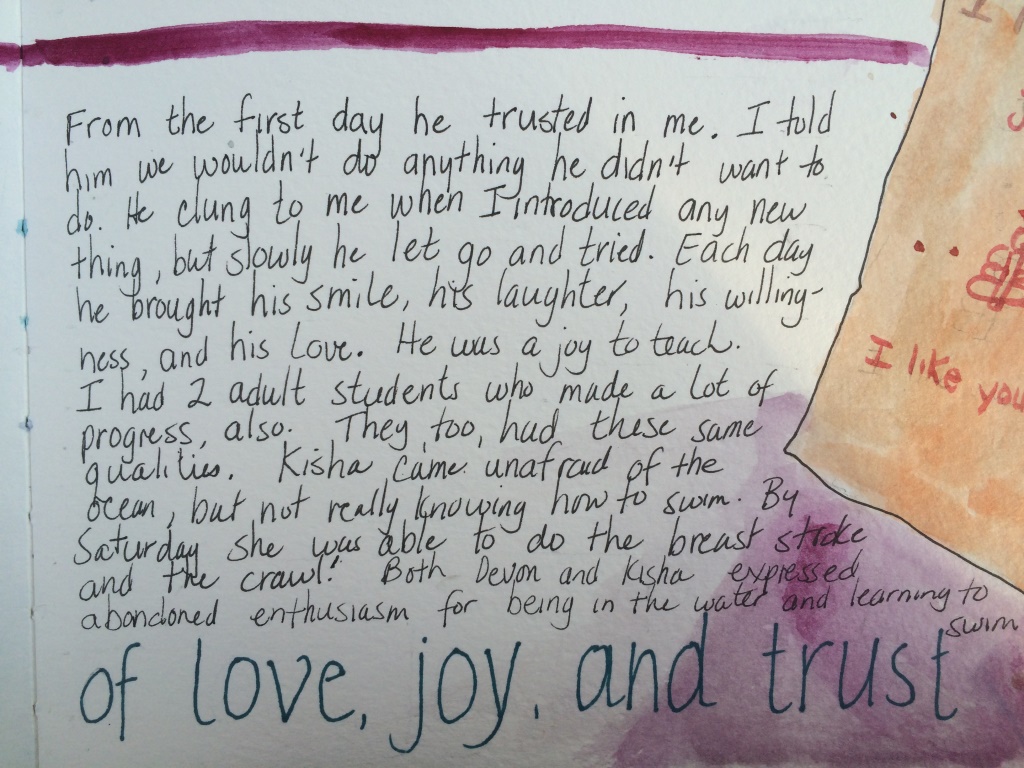 From the first day he trusted in me. I told
him we wouldn't do anything he didn't want to
do. He clung to me when I introduced any new
thing, but slowly he let go and tried. Each day
he brought his smile, his laughter, his willing-
ness, and his love. He was a joy to teach.
I had 2 adult students who made a lot of
progress, also. They, too, had these same
qualities. Kisha came unafraid of the
ocean, but not really knowing how to swim. By
Saturday she was able to do the breast stroke
and the crawl! Both Devon and Kisha expressed
abandoned enthusiasm for being in the water and learning to
swim
of love, joy, and trust
I like you
I